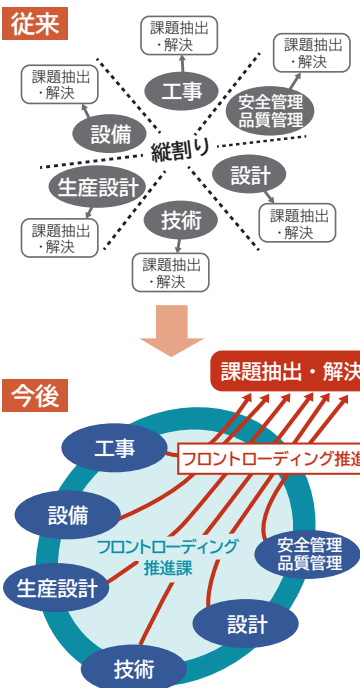 従来
課題抽出
・解決
工事
課題抽出
・解決
安全管理
品質管理
課題抽出
・解決
設備
縦割り
生産設計
課題抽出
・解決
設計
課題抽出
・解決
技術
課題抽出
・解決
今後
課題抽出・解決
工事
フロントローディング推進
設備
フロントローディング
推進課
安全管理
品質管理
生産設計
設計
技術